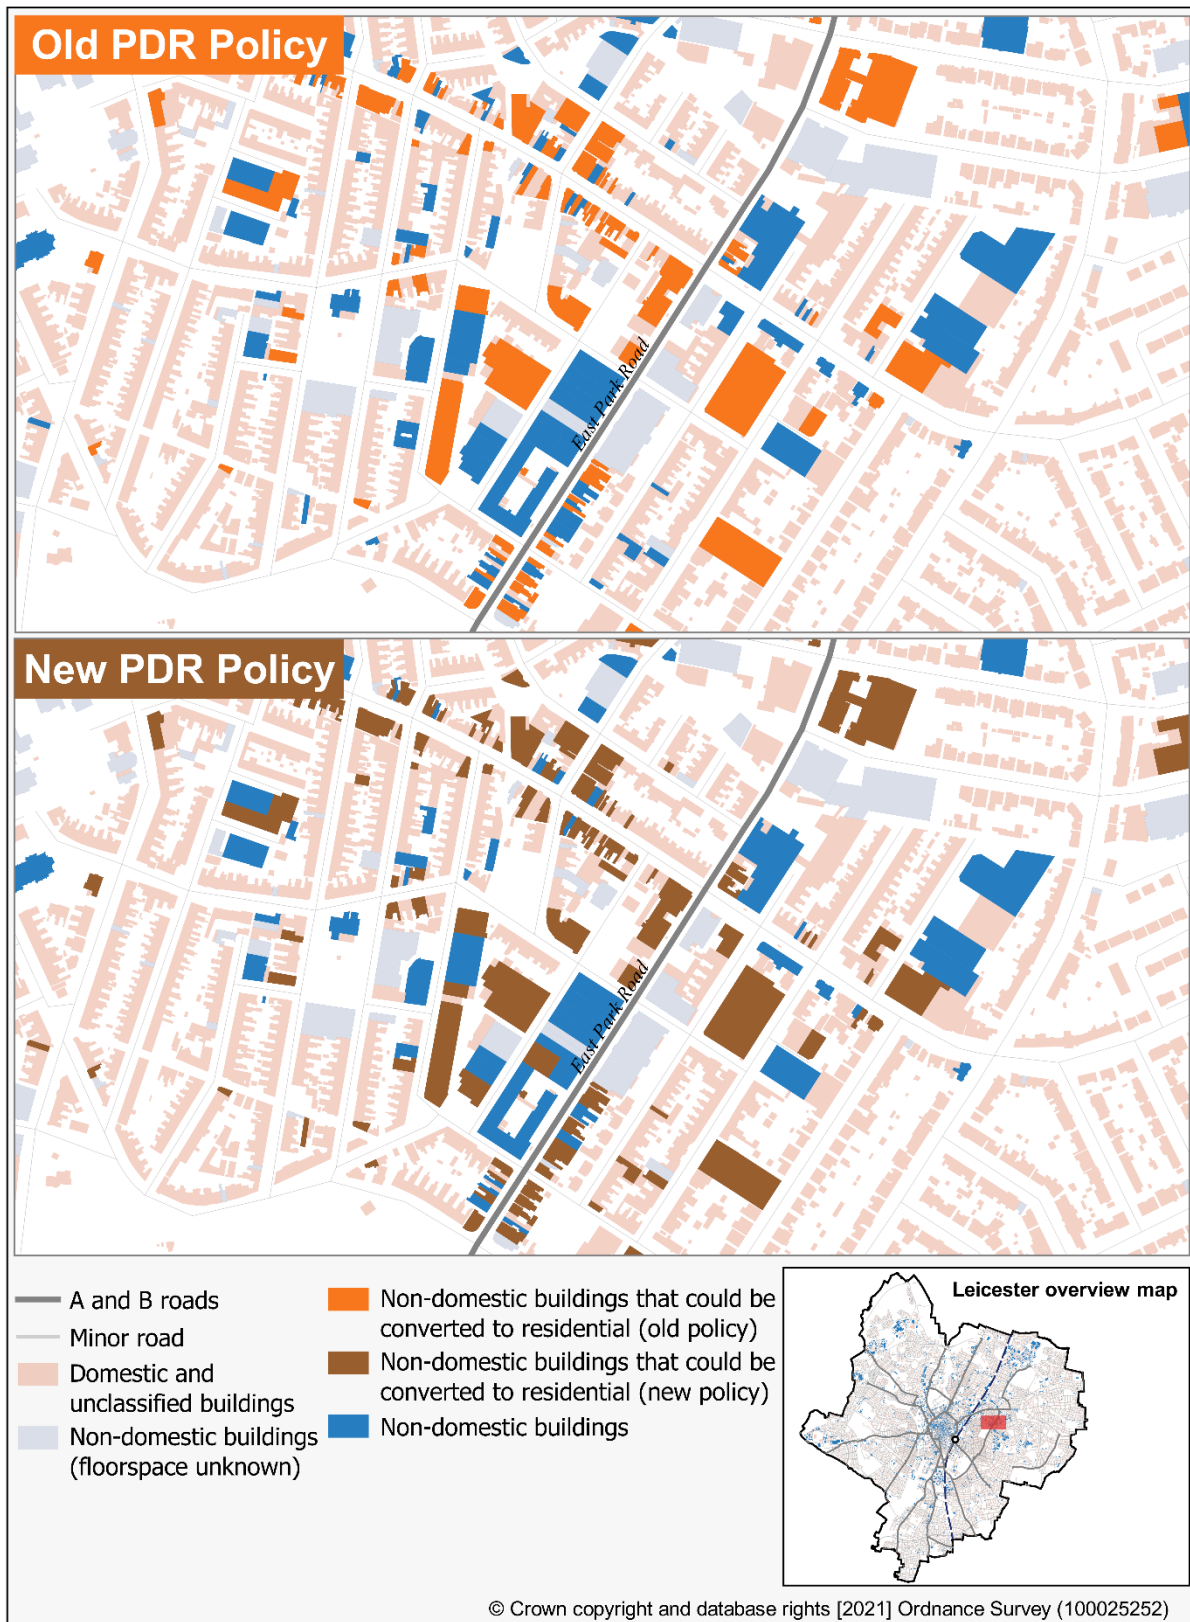 Old PDR Policy
East Park Road
New PDR Policy
East Park Road
A and B roads
Minor road
Domestic and
unclassified buildings
Non-domestic buildings
(floorspace unknown)
Non-domestic buildings that could be
converted to residential (old policy)
Non-domestic buildings that could be
converted to residential (new policy)
Non-domestic buildings
Leicester overview map
© Crown copyright and database rights [2021] Ordnance Survey (100025252)